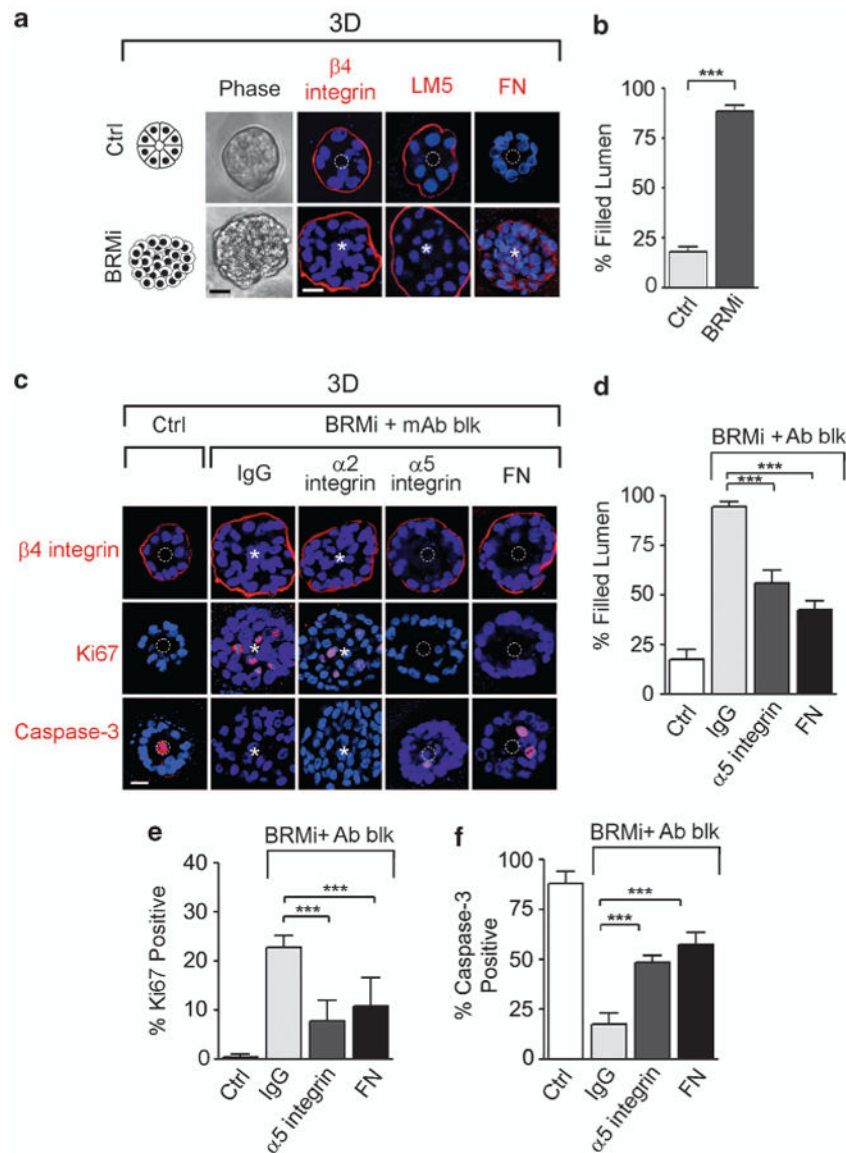 a
3D
Phase
β4 integrin
LM5
FN
Ctrl
BRMi
*
*
*
b
% Filled Lumen
100
75
50
25
0
***
Ctrl
BRMi
c
3D
Ctrl
BRMi + mAb blk
IgG
α2 integrin
α5 integrin
FN
β4 integrin
*
*
Ki67
*
*
Caspase-3
*
*
d
BRMi +Ab blk
% Filled Lumen
100
75
50
25
0
***
***
Ctrl
IgG
α5 integrin
FN
e
BRMi+ Ab blk
% Ki67 Positive
40
30
20
10
0
***
***
Ctrl
IgG
α5 integrin
FN
f
BRMi+ Ab blk
% Caspase-3
Positive
100
75
50
25
0
***
***
Ctrl
IgG
α5 integrin
FN